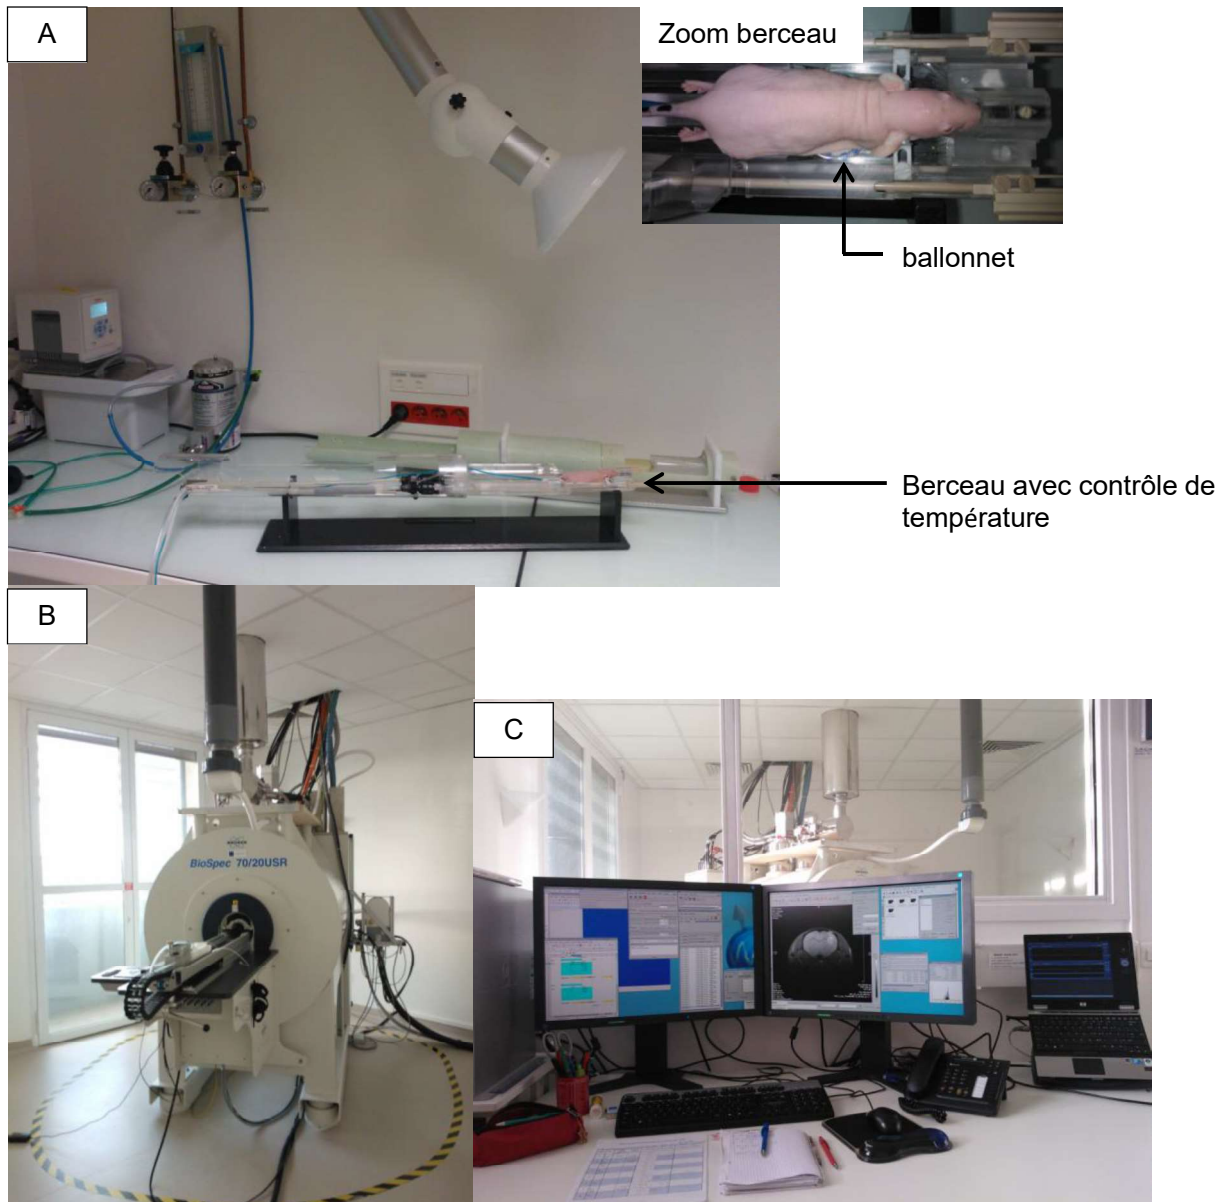 A
Zoom berceau
ballonnet
Berceau avec contrôle de
température
B
BioSpec 70/20USR
C